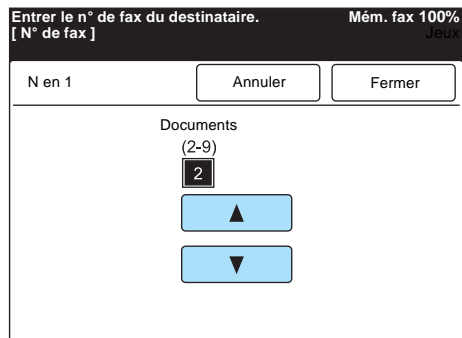 Entrer le n° de fax du destinataire. Mém. fax 100%
[ N° de fax ] Jeux
N en 1 Annuler Fermer
Documents
(2-9)
2